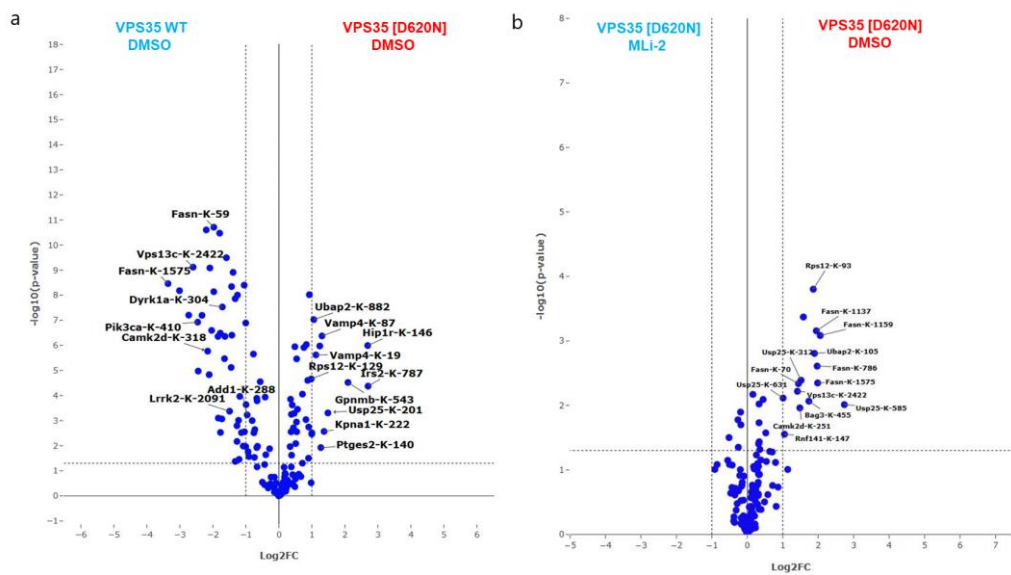 a
VPS35 WT
DMSO
VPS35 [D620N]
DMSO
18
17
16
15
14
13
12
11
10
9
8
7
6
5
4
3
2
1
0
−1
-log10(p-value)
Fasn-K-59
Vps13c-K-2422
Fasn-K-1575
Dyrk1a-K-304
Pik3ca-K-410
Camk2d-K-318
Add1-K-288
Lrrk2-K-2091
Ubap2-K-882
Vamp4-K-87
Hip1r-K-146
Vamp4-K-19
Rps12-K-129
Irs2-K-787
Gpnmb-K-543
Usp25-K-201
Kpna1-K-222
Ptges2-K-140
−6
−5
−4
−3
−2
−1
0
1
2
3
4
5
6
Log2FC
b
VPS35 [D620N]
MLi-2
VPS35 [D620N]
DMSO
8
7
6
5
4
3
2
1
0
-log10(p-value)
Rps12-K-93
Fasn-K-1137
Fasn-K-1159
Usp25-K-312
Ubap2-K-105
Fasn-K-70
Fasn-K-786
Usp25-K-631
Fasn-K-1575
Vps13c-K-2422
Usp25-K-585
Bag3-K-455
Camk2d-K-251
Rnf141-K-147
−5
−4
−3
−2
−1
0
1
2
3
4
5
6
7
Log2FC